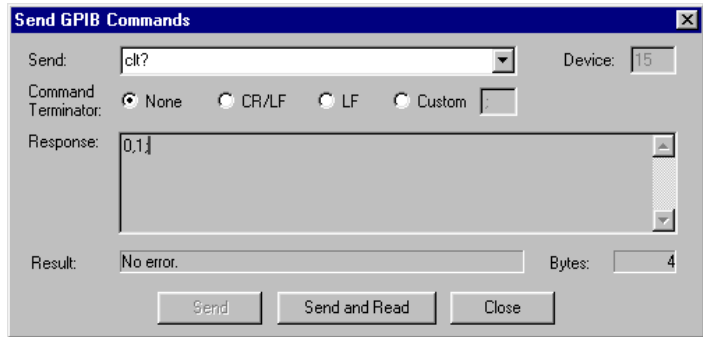 Send GPIB Commands
Send: clt? Device: 15
Command Terminator: None CR/LF LF Custom ;
Response: 0,1;
Result: No error. Bytes: 4
Send Send and Read Close